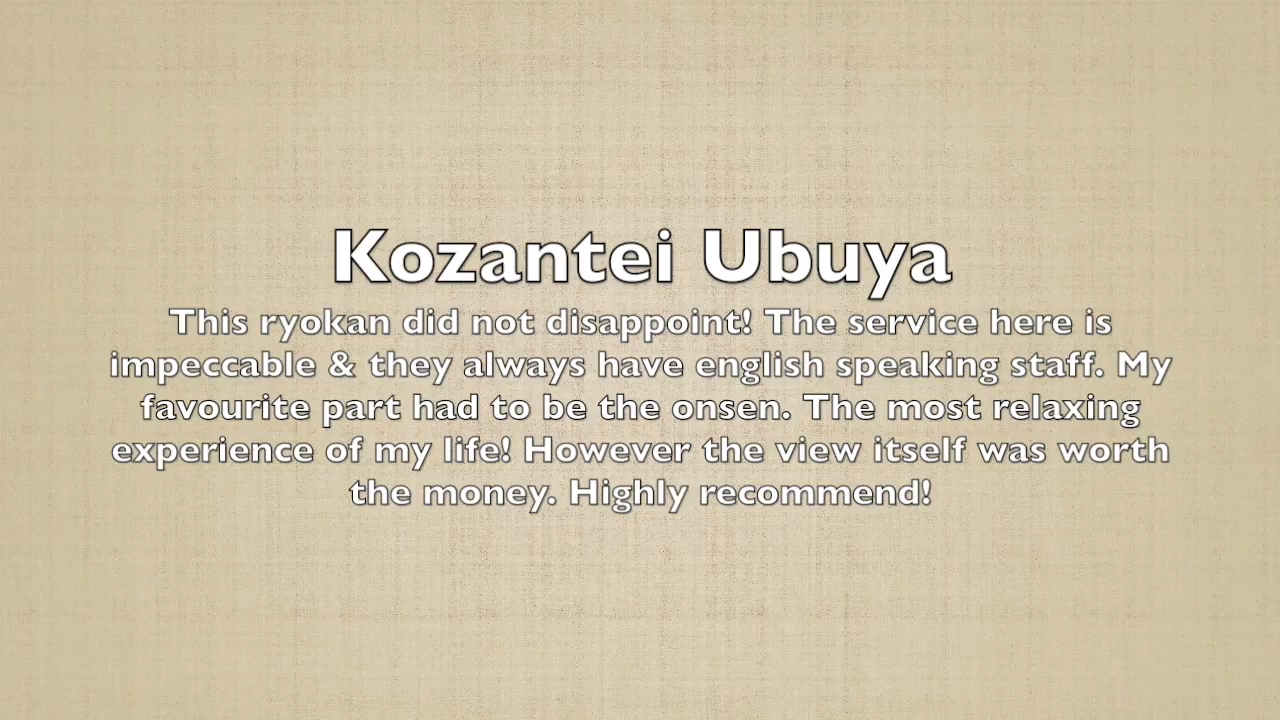 Kozantei Ubuya
This ryokan did not disappoint! The service here is
impeccable & they always have english speaking staff. My
favourite part had to be the onsen. The most relaxing
experience of my life! However the view itself was worth
the money. Highly recommend!